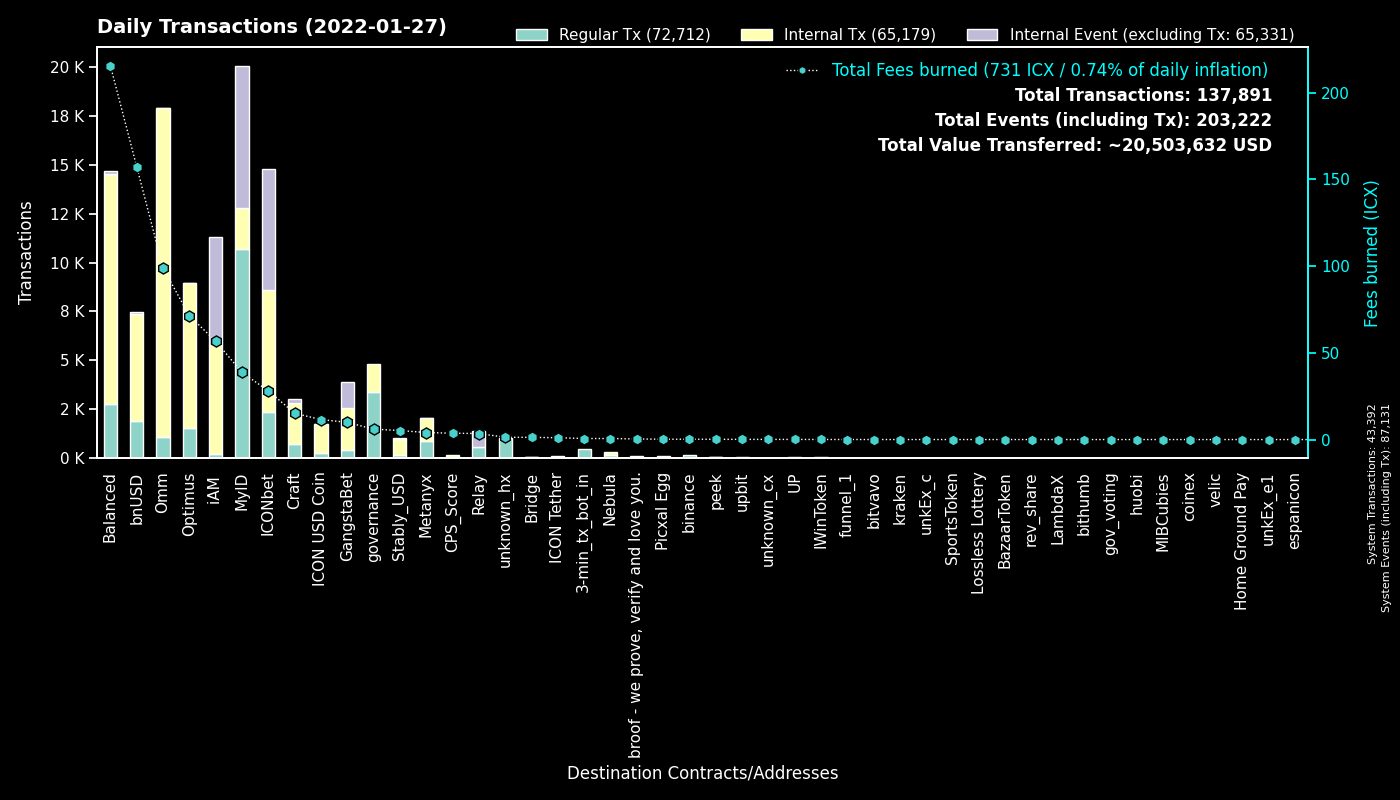 Daily Transactions (2022-01-27)
Regular Tx (72,712)
Internal Tx (65,179)
Internal Event (excluding Tx: 65,331)
Total Fees burned (731 ICX / 0.74% of daily inflation)
Total Transactions: 137,891
Total Events (including Tx): 203,222
Total Value Transferred: ~20,503,632 USD
Transactions
20 K
18 K
15 K
12 K
10 K
8 K
5 K
2 K
0 K
200
150
100
50
0
Fees burned (ICX)
System Transactions: 43,392
System Events (including Tx): 87,131
Balanced
bnUSD
Omm
Optimus
iAM
MyID
ICONbet
Craft
ICON USD Coin
GangstaBet
governance
Stably_USD
Metanyx
CPS_Score
Relay
unknown_hx
Bridge
ICON Tether
3-min_tx_bot_in
Nebula
broof - we prove, verify and love you.
Picxal Egg
binance
peek
upbit
unknown_cx
UP
IWinToken
funnel_1
bitvavo
kraken
unkEx_c
SportsToken
Lossless Lottery
BazaarToken
rev_share
LambdaX
bithumb
gov_voting
huobi
MIBCubies
coinex
velic
Home Ground Pay
unkEx_e1
espanicon
Destination Contracts/Addresses